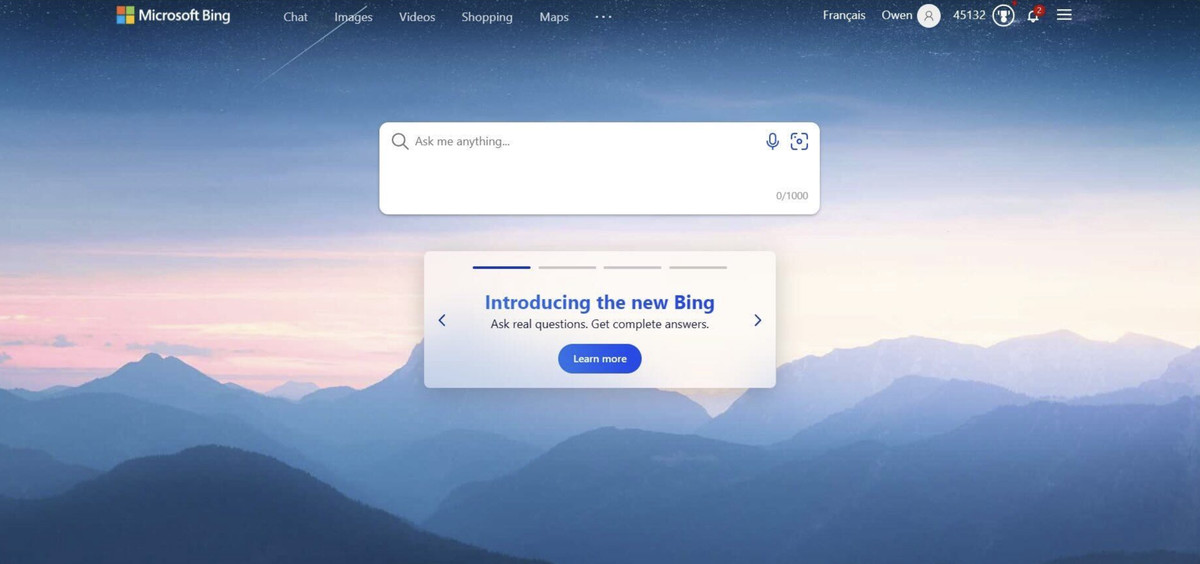 Microsoft Bing Chat Images Videos Shopping Maps ... Français Owen 45132 2
Ask me anything...
0/1000
Introducing the new Bing
Ask real questions. Get complete answers.
Learn more